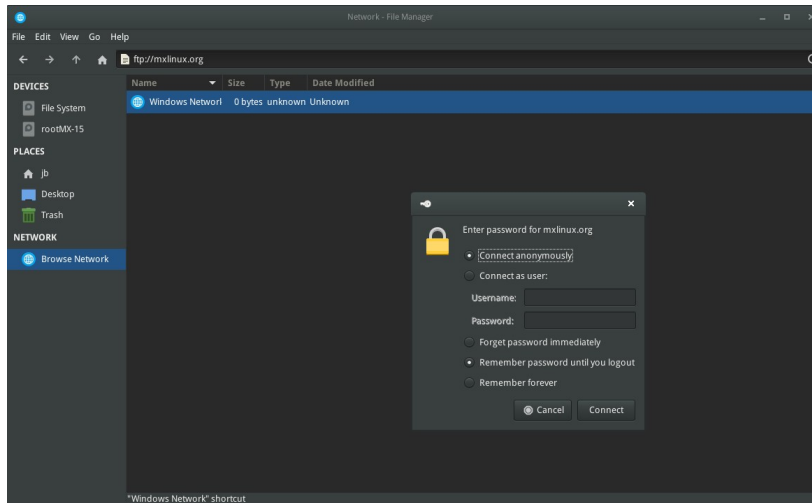 Network - File Manager
File Edit View Go Help
ftp://mxlinux.org
DEVICES
File System
rootMX-15
PLACES
jb
Desktop
Trash
NETWORK
Browse Network
Name Size Type Date Modified
Windows Network 0 bytes unknown Unknown
Enter password for mxlinux.org
Connect anonymously
Connect as user:
Username:
Password:
Forget password immediately
Remember password until you logout
Remember forever
Cancel Connect
"Windows Network" shortcut